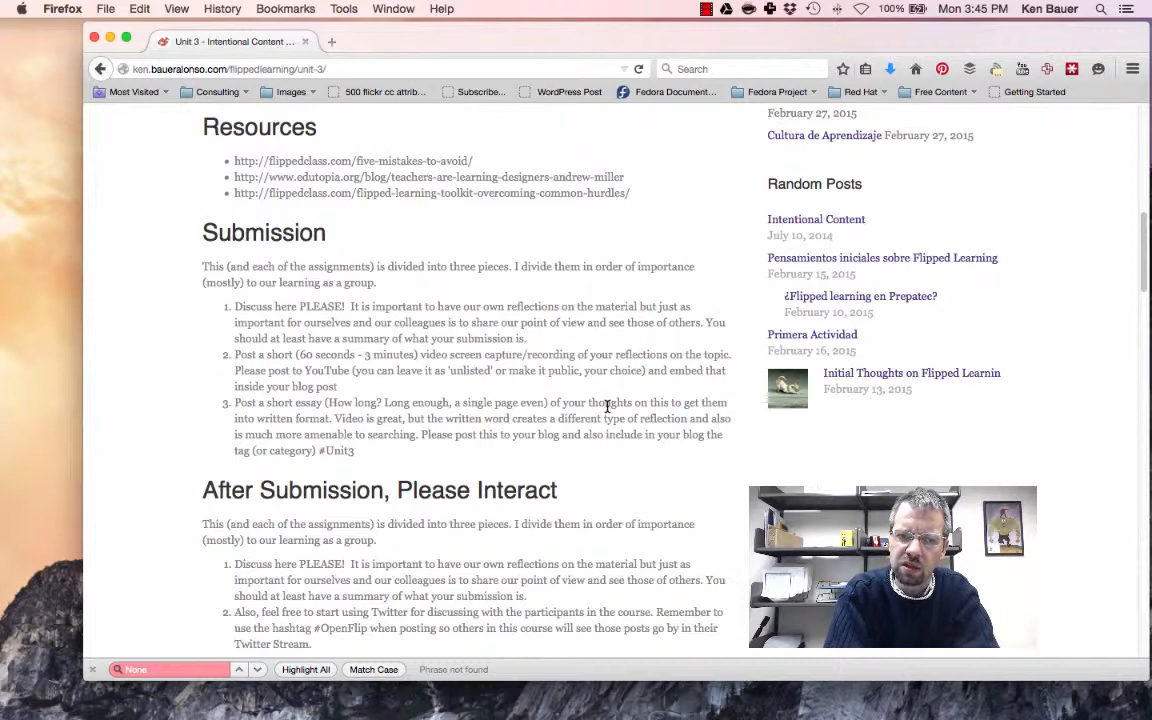 Firefox File Edit View History Bookmarks Tools Window Help 100% Mon 3:45 PM Ken Bauer
Unit 3 - Intentional Content ...
ken.baueralonso.com/flippedlearning/unit-3/ Search
Most Visited Consulting Images 500 flickr cc attrib... Subscribe... WordPress Post Fedora Document... Fedora Project Red Hat Free Content Getting Started
Resources
http://flippedclass.com/five-mistakes-to-avoid/
http://www.edutopia.org/blog/teachers-are-learning-designers-andrew-miller
http://flippedclass.com/flipped-learning-toolkit-overcoming-common-hurdles/
Submission
This (and each of the assignments) is divided into three pieces. I divide them in order of importance
(mostly) to our learning as a group.
1. Discuss here PLEASE! It is important to have our own reflections on the material but just as
important for ourselves and our colleagues is to share our point of view and see those of others. You
should at least have a summary of what your submission is.
2. Post a short (60 seconds - 3 minutes) video screen capture/recording of your reflections on the topic.
Please post to YouTube (you can leave it as 'unlisted' or make it public, your choice) and embed that
inside your blog post
3. Post a short essay (How long? Long enough, a single page even) of your thoughts on this to get them
into written format. Video is great, but the written word creates a different type of reflection and also
is much more amenable to searching. Please post this to your blog and also include in your blog the
tag (or category) #Unit3
After Submission, Please Interact
This (and each of the assignments) is divided into three pieces. I divide them in order of importance
(mostly) to our learning as a group.
1. Discuss here PLEASE! It is important to have our own reflections on the material but just as
important for ourselves and our colleagues is to share our point of view and see those of others. You
should at least have a summary of what your submission is.
2. Also, feel free to start using Twitter for discussing with the participants in the course. Remember to
use the hashtag #OpenFlip when posting so others in this course will see those posts go by in their
Twitter Stream.
February 27, 2015
Cultura de Aprendizaje February 27, 2015
Random Posts
Intentional Content
July 10, 2014
Pensamientos iniciales sobre Flipped Learning
February 15, 2015
¿Flipped learning en Prepatec?
February 10, 2015
Primera Actividad
February 16, 2015
Initial Thoughts on Flipped Learnin
February 13, 2015
None Highlight All Match Case Phrase not found